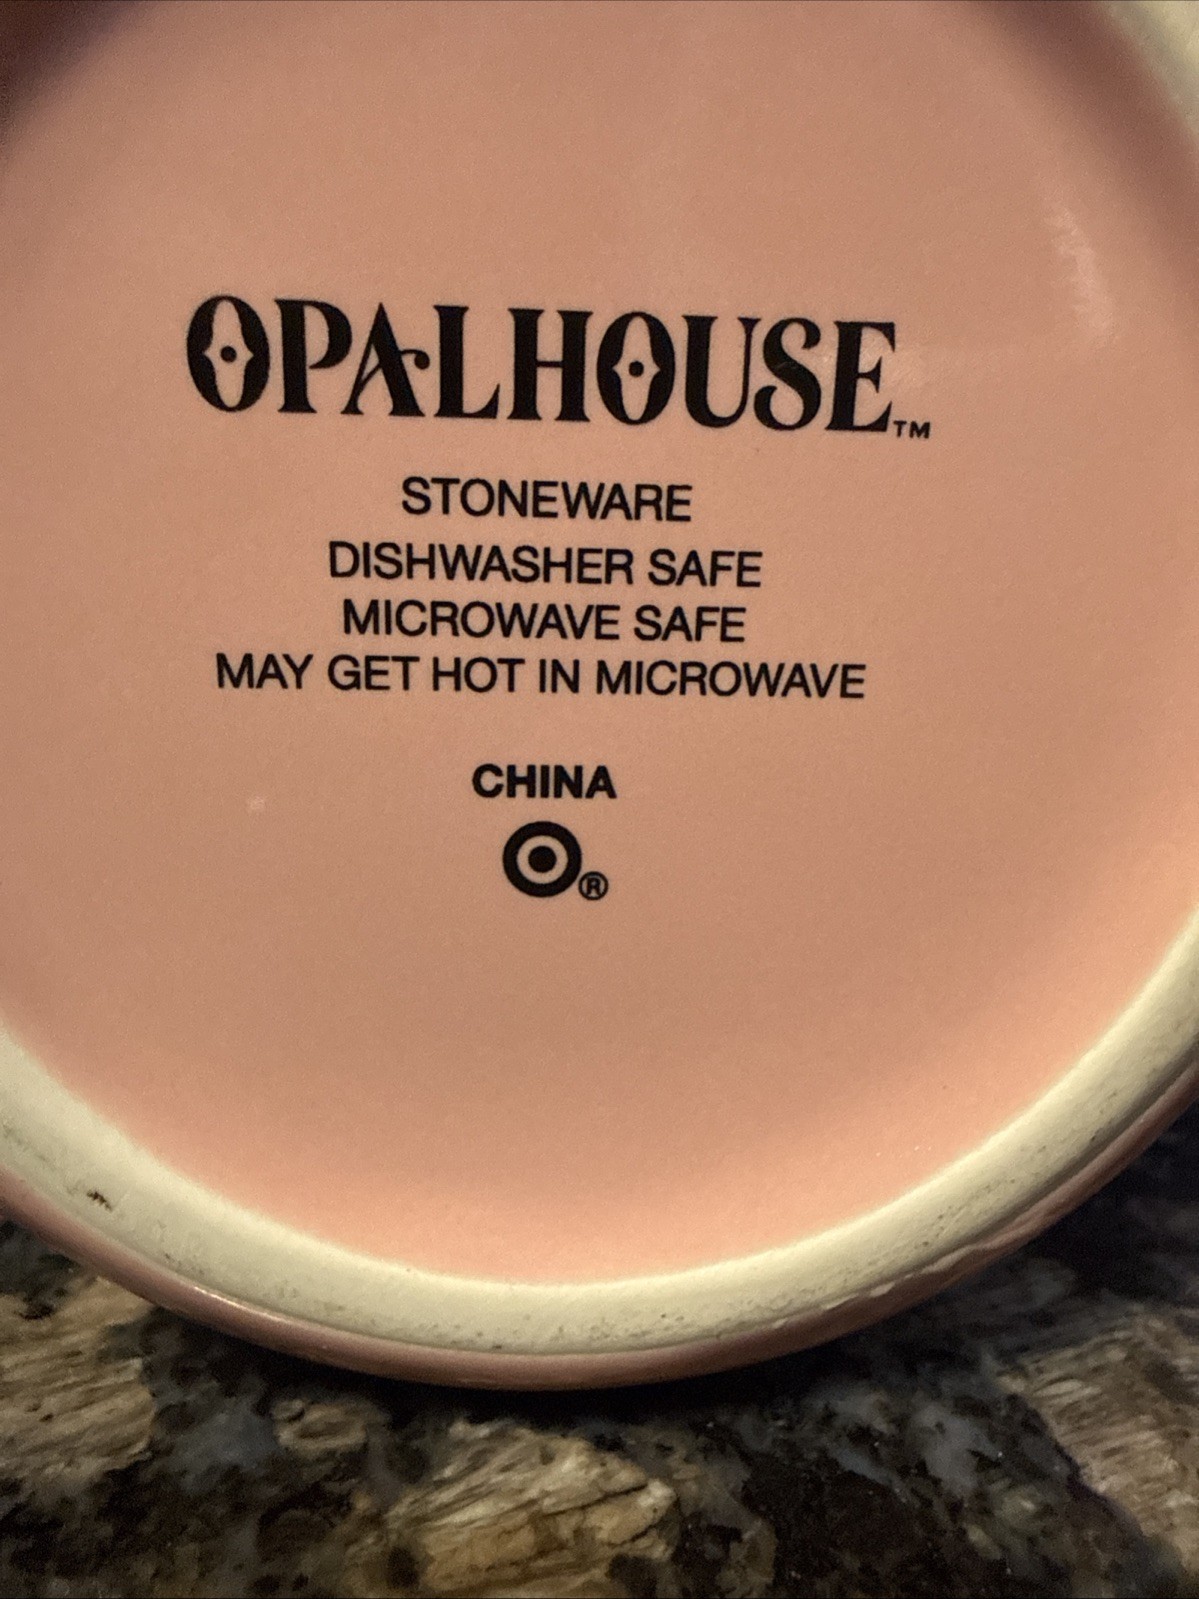 OPALHOUSE™
STONEWARE
DISHWASHER SAFE
MICROWAVE SAFE
MAY GET HOT IN MICROWAVE
CHINA
®